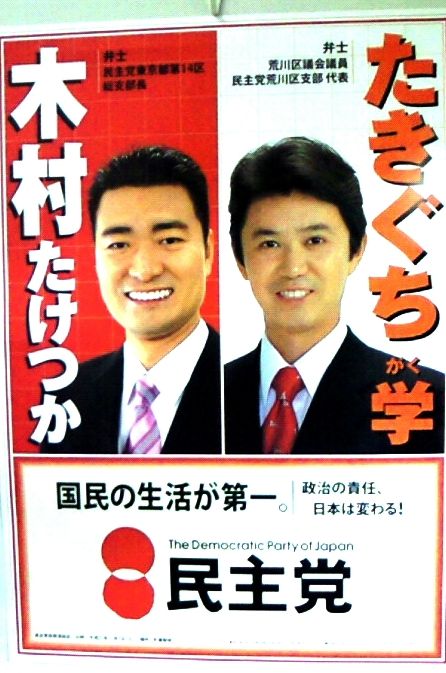 木村たけつか
弁士
民主党東京都第14区
総支部長
弁士
荒川区議会議員
民主党荒川区支部 代表
たきぐち学
がく
国民の生活が第一。
政治の責任、
日本は変わる!
The Democratic Party of Japan
民主党